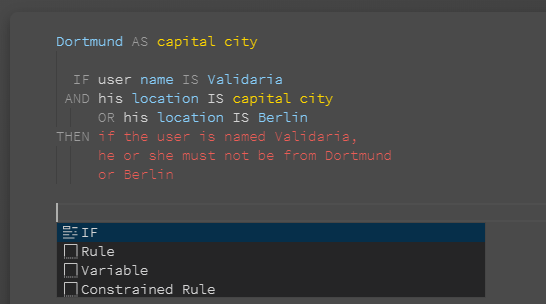 Dortmund AS capital city
IF user name IS Validaria
AND his location IS capital city
OR his location IS Berlin
THEN if the user is named Validaria,
he or she must not be from Dortmund
or Berlin
IF
Rule
Variable
Constrained Rule